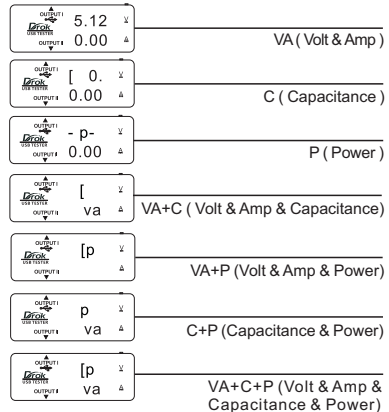 OUTPUT I
5.12 V
Drok
USB TESTER
OUTPUT II
0.00 A
VA ( Volt & Amp )
OUTPUT I
[ 0. V
Drok
USB TESTER
OUTPUT II
0.00 A
C ( Capacitance )
OUTPUT I
- p- V
Drok
USB TESTER
OUTPUT II
0.00 A
P ( Power )
OUTPUT I
[ V
Drok
USB TESTER
OUTPUT II
va A
VA+C ( Volt & Amp & Capacitance)
OUTPUT I
[p V
Drok
USB TESTER
OUTPUT II
A
VA+P (Volt & Amp & Power)
OUTPUT I
p V
Drok
USB TESTER
OUTPUT II
va A
C+P (Capacitance & Power)
OUTPUT I
[p V
Drok
USB TESTER
OUTPUT II
va A
VA+C+P (Volt & Amp &
Capacitance & Power)